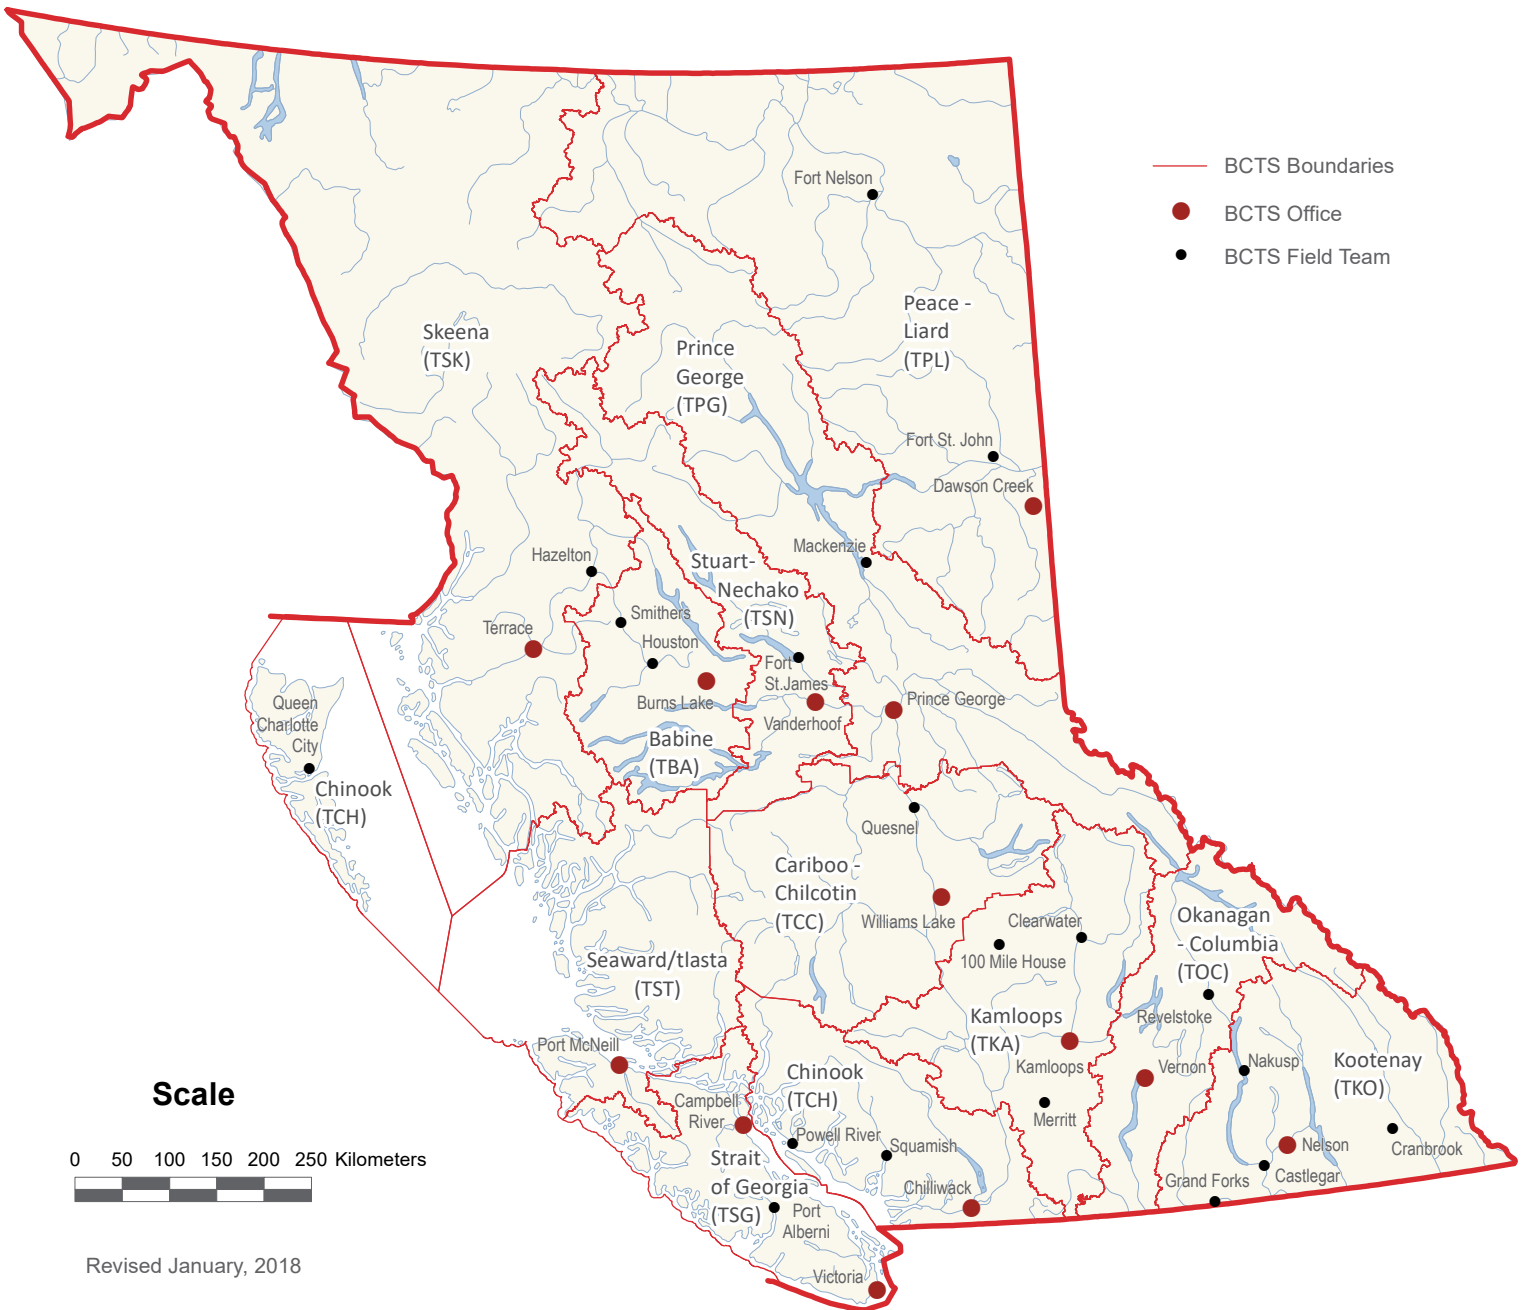 BCTS Boundaries
BCTS Office
BCTS Field Team
Fort Nelson
Peace -
Liard
(TPL)
Skeena
(TSK)
Prince
George
(TPG)
Fort St. John
Dawson Creek
Mackenzie
Hazelton
Stuart-
Nechako
(TSN)
Smithers
Terrace
Houston
Fort
St.James
Burns Lake
Vanderhoof
Prince George
Queen
Charlotte
City
Babine
(TBA)
Chinook
(TCH)
Quesnel
Cariboo -
Chilcotin
(TCC)
Williams Lake
Clearwater
100 Mile House
Okanagan
- Columbia
(TOC)
Seaward/tlasta
(TST)
Revelstoke
Kamloops
(TKA)
Kamloops
Port McNeill
Vernon
Nakusp
Kootenay
(TKO)
Chinook
(TCH)
Campbell
River
Merritt
Powell River
Squamish
Nelson
Cranbrook
Castlegar
Grand Forks
Strait
of Georgia
(TSG)
Chilliwack
Port
Alberni
Victoria
Scale
0 50 100 150 200 250 Kilometers
Revised January, 2018